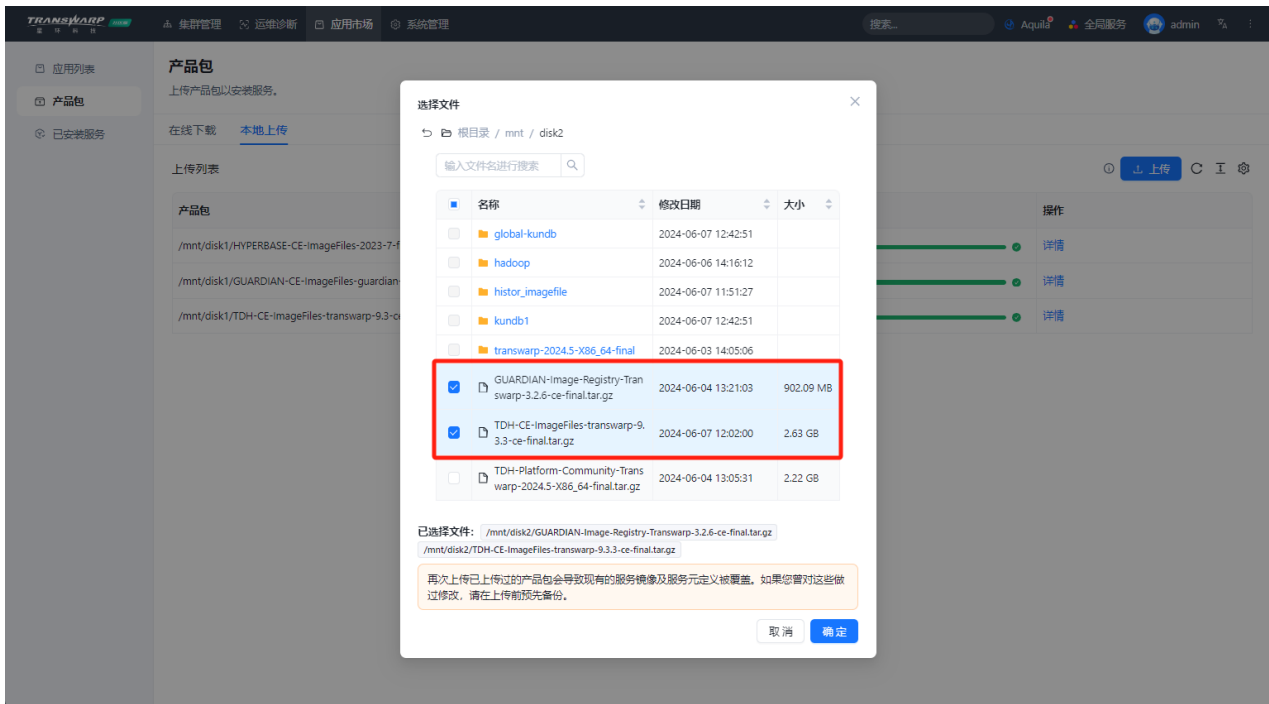 TRANSWARP
星环科技
集群管理 运维诊断 应用市场 系统管理
搜索...
Aquila 全局服务 admin
应用列表
产品包
已安装服务
产品包
上传产品包以安装服务。
在线下载 本地上传
上传列表
上传
产品包 操作
/mnt/disk1/HYPERBASE-CE-ImageFiles-2023-7-f 详情
/mnt/disk1/GUARDIAN-CE-ImageFiles-guardian- 详情
/mnt/disk1/TDH-CE-ImageFiles-transwarp-9.3-ce 详情
选择文件
根目录 / mnt / disk2
输入文件名进行搜索
名称 修改日期 大小
global-kundb 2024-06-07 12:42:51
hadoop 2024-06-06 14:16:12
histor_imagefile 2024-06-07 11:51:27
kundb1 2024-06-07 12:42:51
transwarp-2024.5-X86_64-final 2024-06-03 14:05:06
GUARDIAN-Image-Registry-Tran
swarp-3.2.6-ce-final.tar.gz 2024-06-04 13:21:03 902.09 MB
TDH-CE-ImageFiles-transwarp-9.
3.3-ce-final.tar.gz 2024-06-07 12:02:00 2.63 GB
TDH-Platform-Community-Trans
warp-2024.5-X86_64-final.tar.gz 2024-06-04 13:05:31 2.22 GB
已选择文件： /mnt/disk2/GUARDIAN-Image-Registry-Transwarp-3.2.6-ce-final.tar.gz
/mnt/disk2/TDH-CE-ImageFiles-transwarp-9.3.3-ce-final.tar.gz
再次上传已上传过的产品包会导致现有的服务镜像及服务元定义被覆盖。如果您曾对这些做
过修改，请在上传前预先备份。
取消 确定